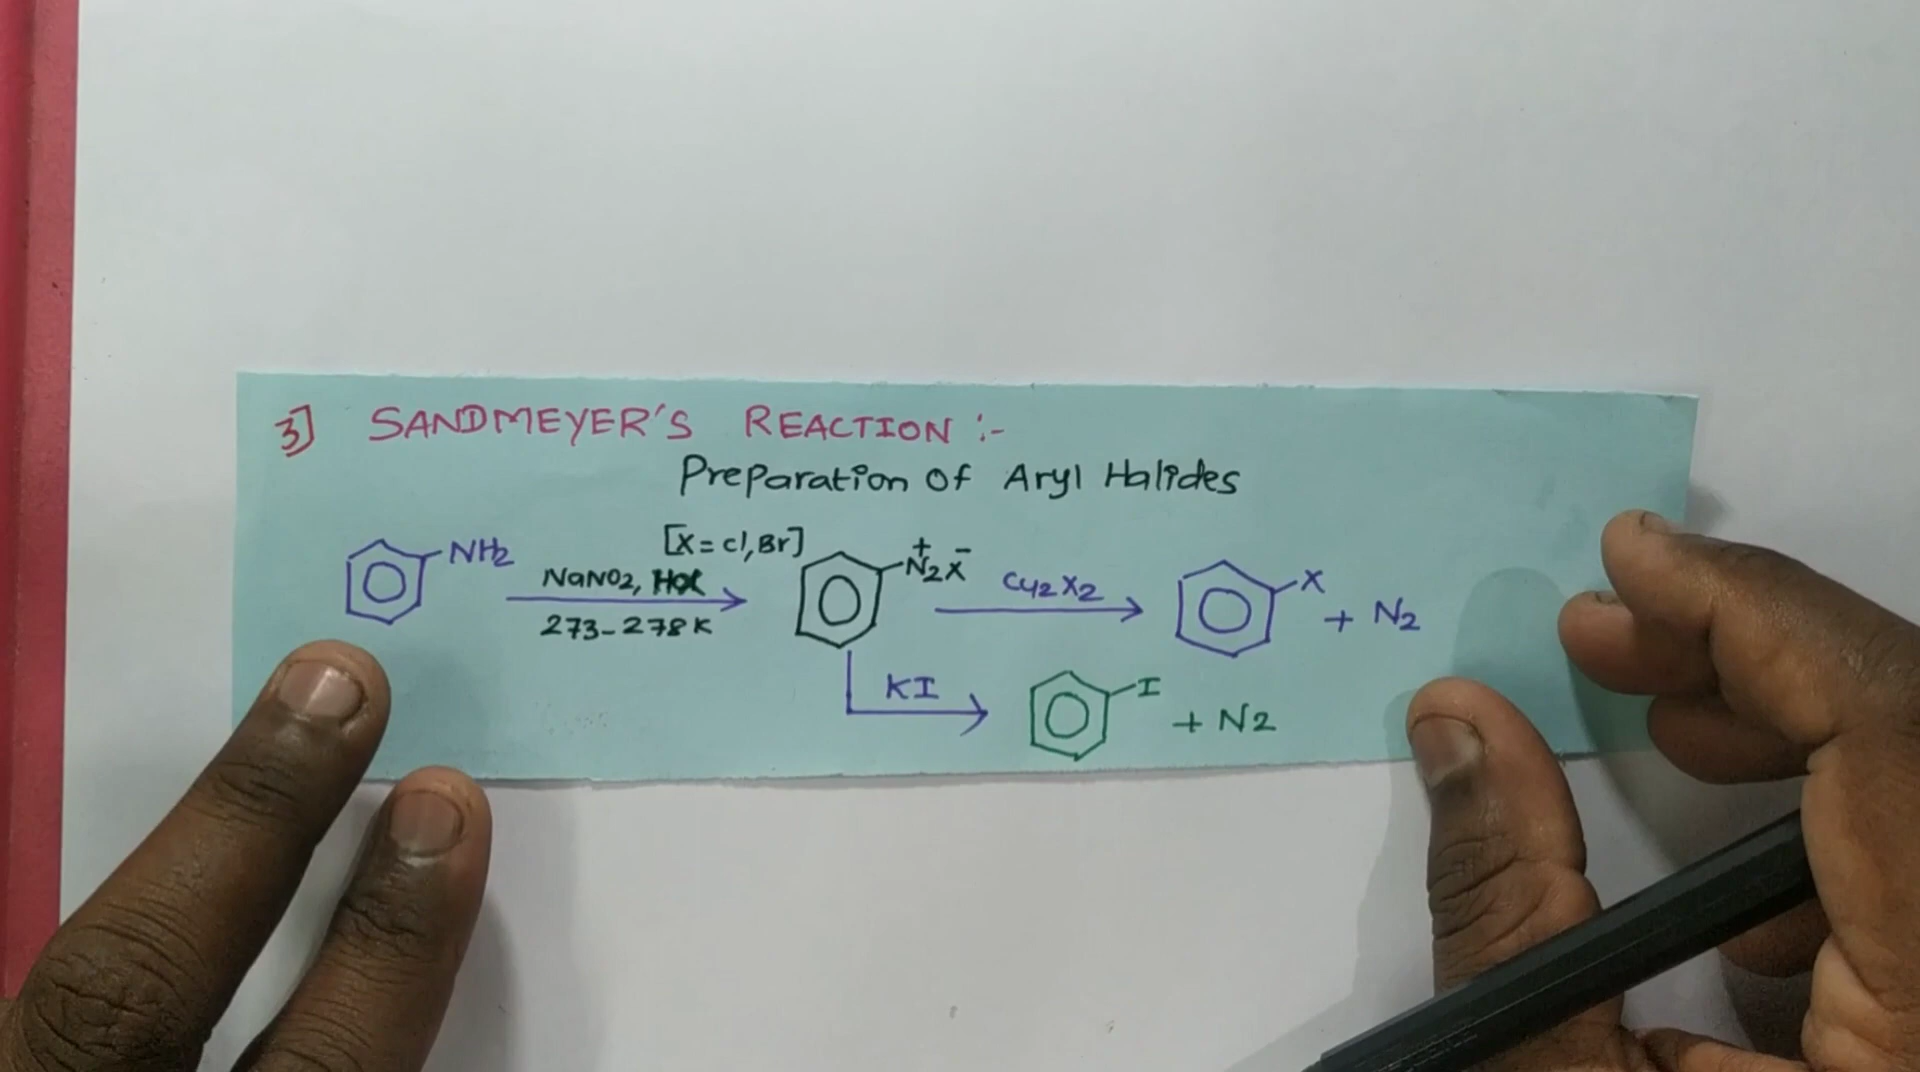 3] SANDMEYER'S REACTION :-
Preparation Of Aryl Halides
[X = Cl, Br]
NH2 NaNO2, HX N2+ X- Cu2X2 X + N2
273-278 K
KI I + N2